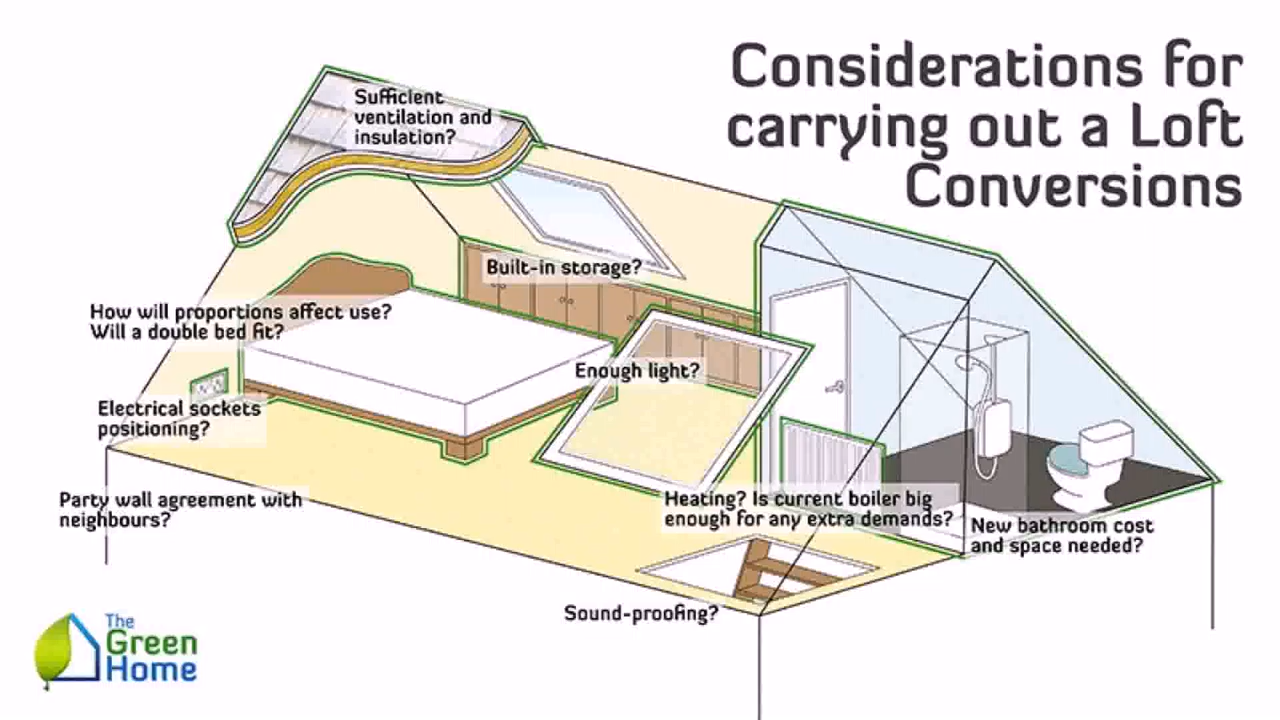 Considerations for
carrying out a Loft
Conversions
Sufficient
ventilation and
insulation?
Built-in storage?
How will proportions affect use?
Will a double bed fit?
Enough light?
Electrical sockets
positioning?
Party wall agreement with
neighbours?
Heating? Is current boiler big
enough for any extra demands?
New bathroom cost
and space needed?
Sound-proofing?
The
Green
Home